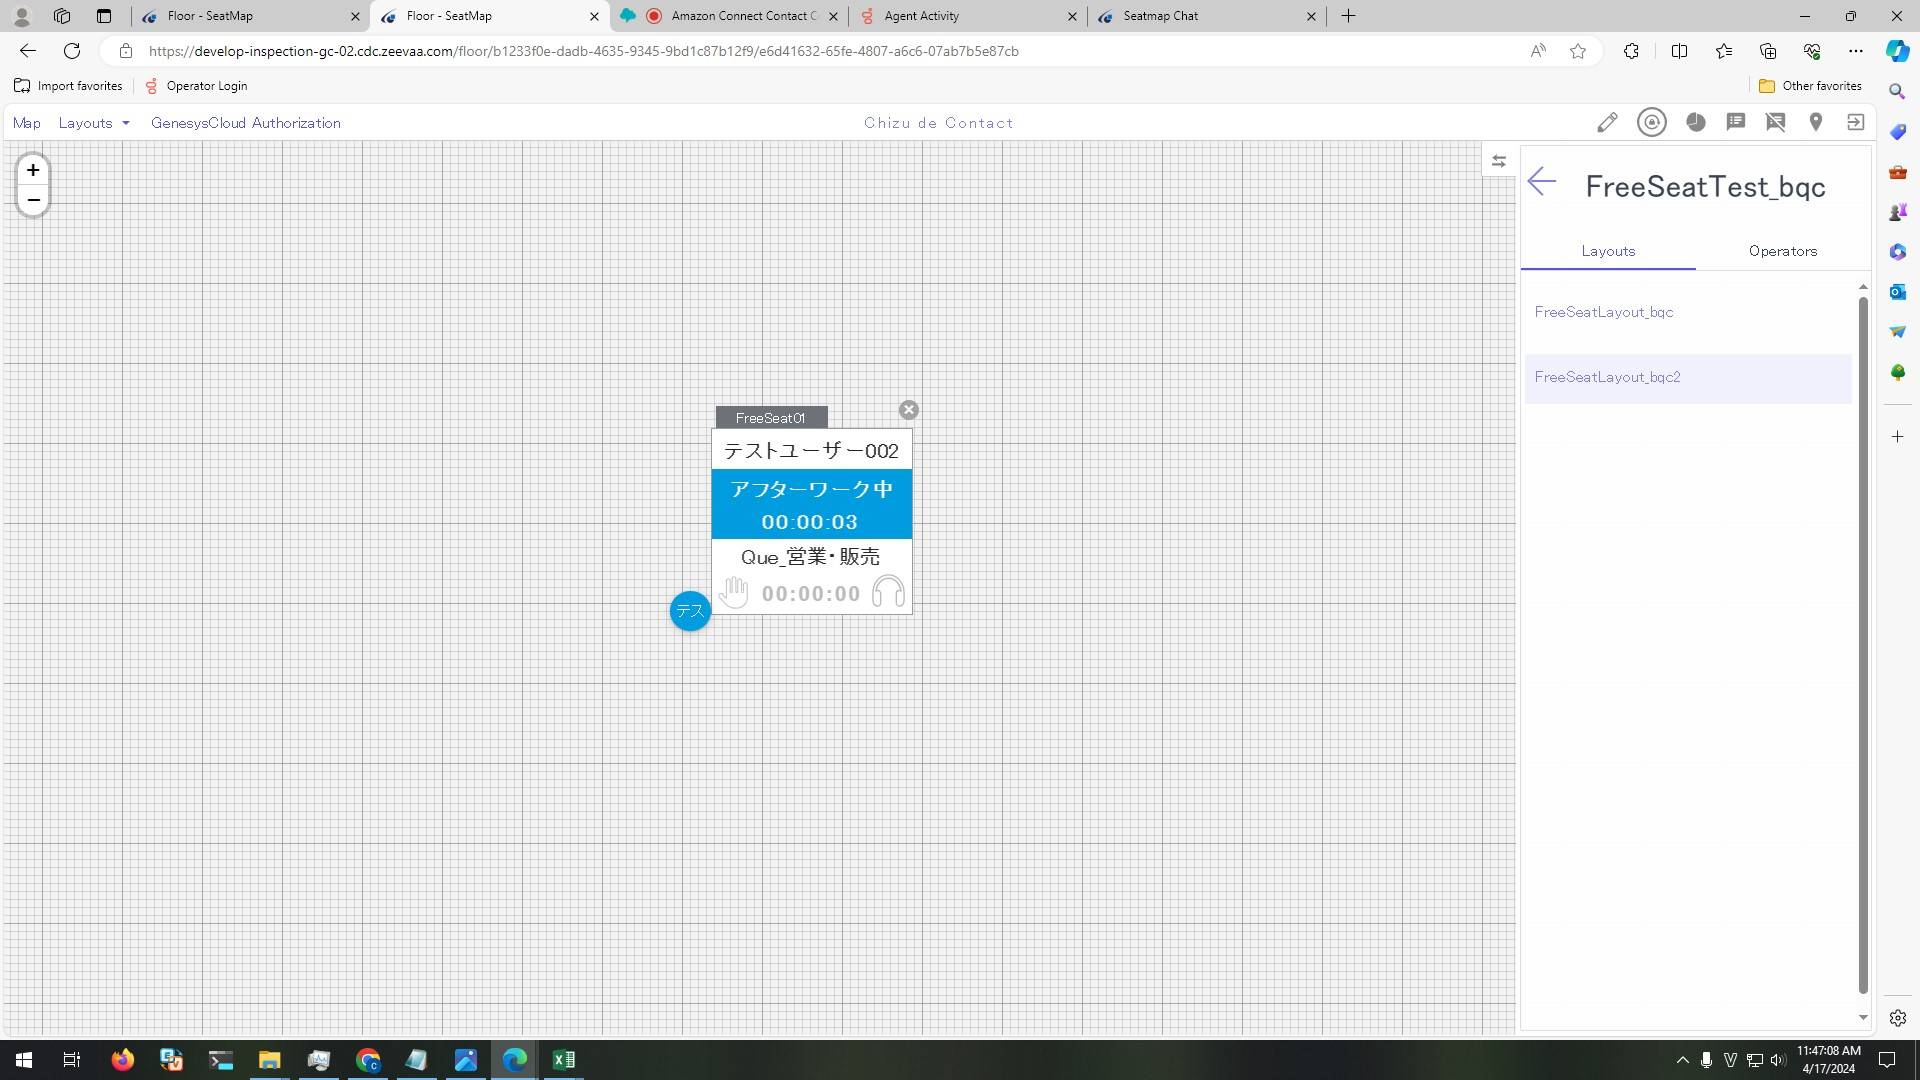 Floor - SeatMap
Floor - SeatMap
Amazon Connect Contact C
Agent Activity
Seatmap Chat
https://develop-inspection-gc-02.cdc.zeevaa.com/floor/b1233f0e-dadb-4635-9345-9bd1c87b12f9/e6d41632-65fe-4807-a6c6-07ab7b5e87cb
Import favorites
Operator Login
Other favorites
Map
Layouts
GenesysCloud Authorization
Chizu de Contact
+
−
FreeSeatTest_bqc
Layouts
Operators
FreeSeatLayout_bqc
FreeSeatLayout_bqc2
FreeSeat01
テストユーザー002
アフターワーク中
00:00:03
Que_営業・販売
00:00:00
テス
11:47:08 AM
4/17/2024